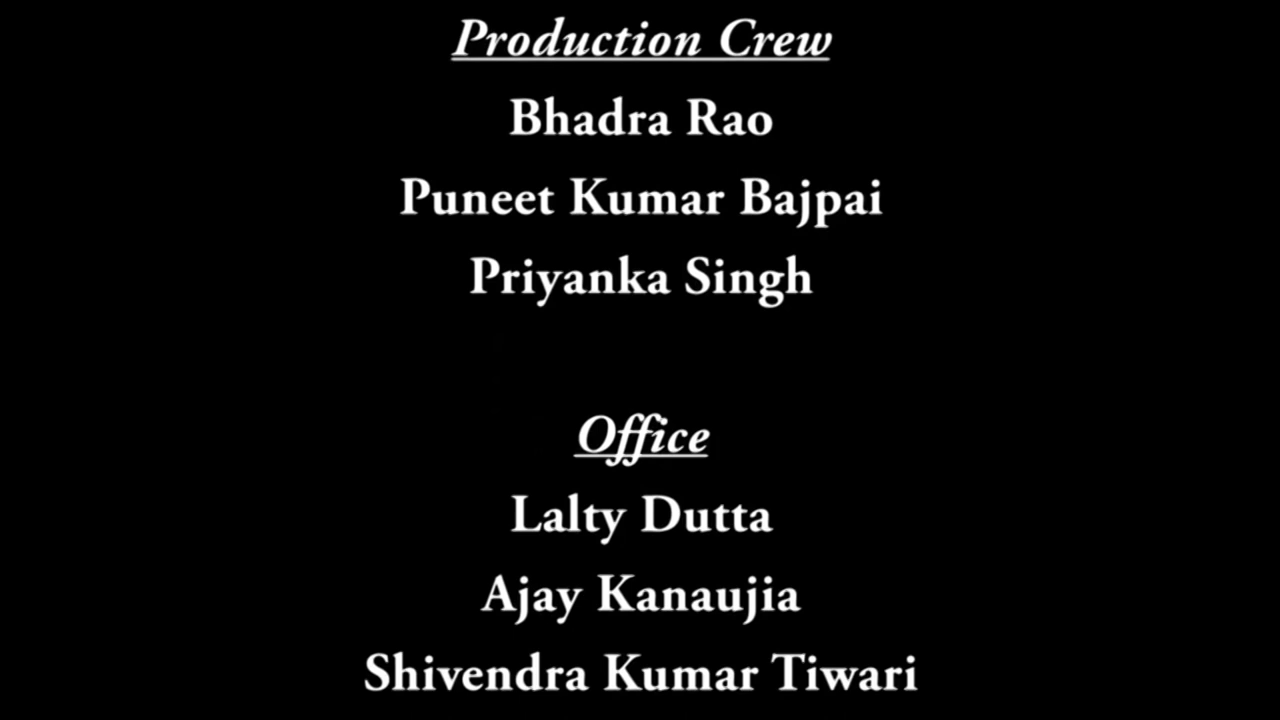 Production Crew
Bhadra Rao
Puneet Kumar Bajpai
Priyanka Singh
Office
Lalty Dutta
Ajay Kanaujia
Shivendra Kumar Tiwari